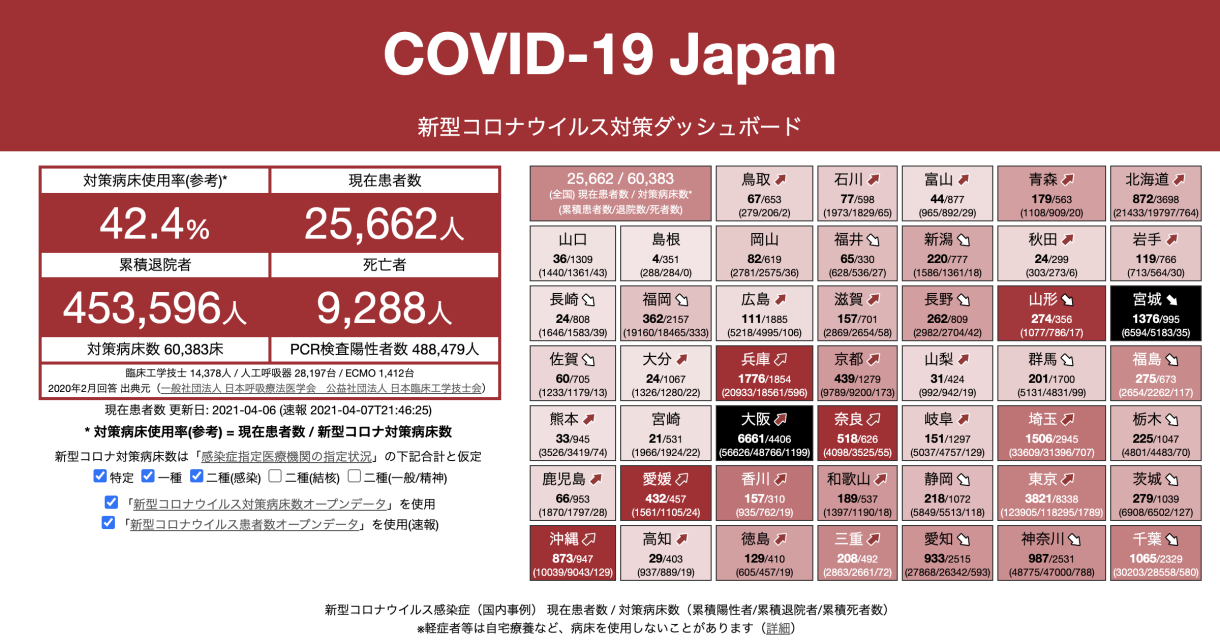 COVID-19 Japan
新型コロナウイルス対策ダッシュボード
対策病床使用率(参考)*
現在患者数
42.4%
25,662人
累積退院者
死亡者
453,596人
9,288人
対策病床数 60,383床
PCR検査陽性者数 488,479人
臨床工学技士 14,378人 / 人工呼吸器 28,197台 / ECMO 1,412台
2020年2月回答 出典元（一般社団法人 日本呼吸療法医学会　公益社団法人 日本臨床工学技士会）
現在患者数 更新日: 2021-04-06 (速報 2021-04-07T21:46:25)
* 対策病床使用率(参考) = 現在患者数 / 新型コロナ対策病床数
新型コロナ対策病床数は「感染症指定医療機関の指定状況」の下記合計と仮定
特定 一種 二種(感染) 二種(結核) 二種(一般/精神)
「新型コロナウイルス対策病床数オープンデータ」を使用
「新型コロナウイルス患者数オープンデータ」を使用(速報)
25,662 / 60,383
(全国) 現在患者数 / 対策病床数*
(累積患者数/退院数/死者数)
鳥取
67/653
(279/206/2)
石川
77/598
(1973/1829/65)
富山
44/877
(965/892/29)
青森
179/563
(1108/909/20)
北海道
872/3698
(21433/19797/764)
山口
36/1309
(1440/1361/43)
島根
4/351
(288/284/0)
岡山
82/619
(2781/2575/36)
福井
65/330
(628/536/27)
新潟
220/777
(1586/1361/18)
秋田
24/299
(303/273/6)
岩手
119/766
(713/564/30)
長崎
24/808
(1646/1583/39)
福岡
362/2157
(19160/18465/333)
広島
111/1885
(5218/4995/106)
滋賀
157/701
(2869/2654/58)
長野
262/809
(2982/2704/42)
山形
274/356
(1077/786/17)
宮城
1376/995
(6594/5183/35)
佐賀
60/705
(1233/1179/13)
大分
24/1067
(1326/1280/22)
兵庫
1776/1854
(20933/18561/596)
京都
439/1279
(9789/9200/173)
山梨
31/424
(992/942/19)
群馬
201/1700
(5131/4831/99)
福島
275/673
(2654/2262/117)
熊本
33/945
(3526/3419/74)
宮崎
21/531
(1966/1924/22)
大阪
6661/4406
(56626/48766/1199)
奈良
518/626
(4098/3525/55)
岐阜
151/1297
(5037/4757/129)
埼玉
1506/2945
(33609/31396/707)
栃木
225/1047
(4801/4483/70)
鹿児島
66/953
(1870/1797/28)
愛媛
432/457
(1561/1105/24)
香川
157/310
(935/762/19)
和歌山
189/537
(1397/1190/18)
静岡
218/1072
(5849/5513/118)
東京
3821/8338
(123905/118295/1789)
茨城
279/1039
(6908/6502/127)
沖縄
873/947
(10039/9043/129)
高知
29/403
(937/889/19)
徳島
129/410
(605/457/19)
三重
208/492
(2863/2661/72)
愛知
933/2515
(27868/26342/593)
神奈川
987/2531
(48775/47000/788)
千葉
1065/2329
(30203/28558/580)
新型コロナウイルス感染症（国内事例） 現在患者数 / 対策病床数（累積陽性者/累積退院者/累積死者数）
※軽症者等は自宅療養など、病床を使用しないことがあります（詳細）